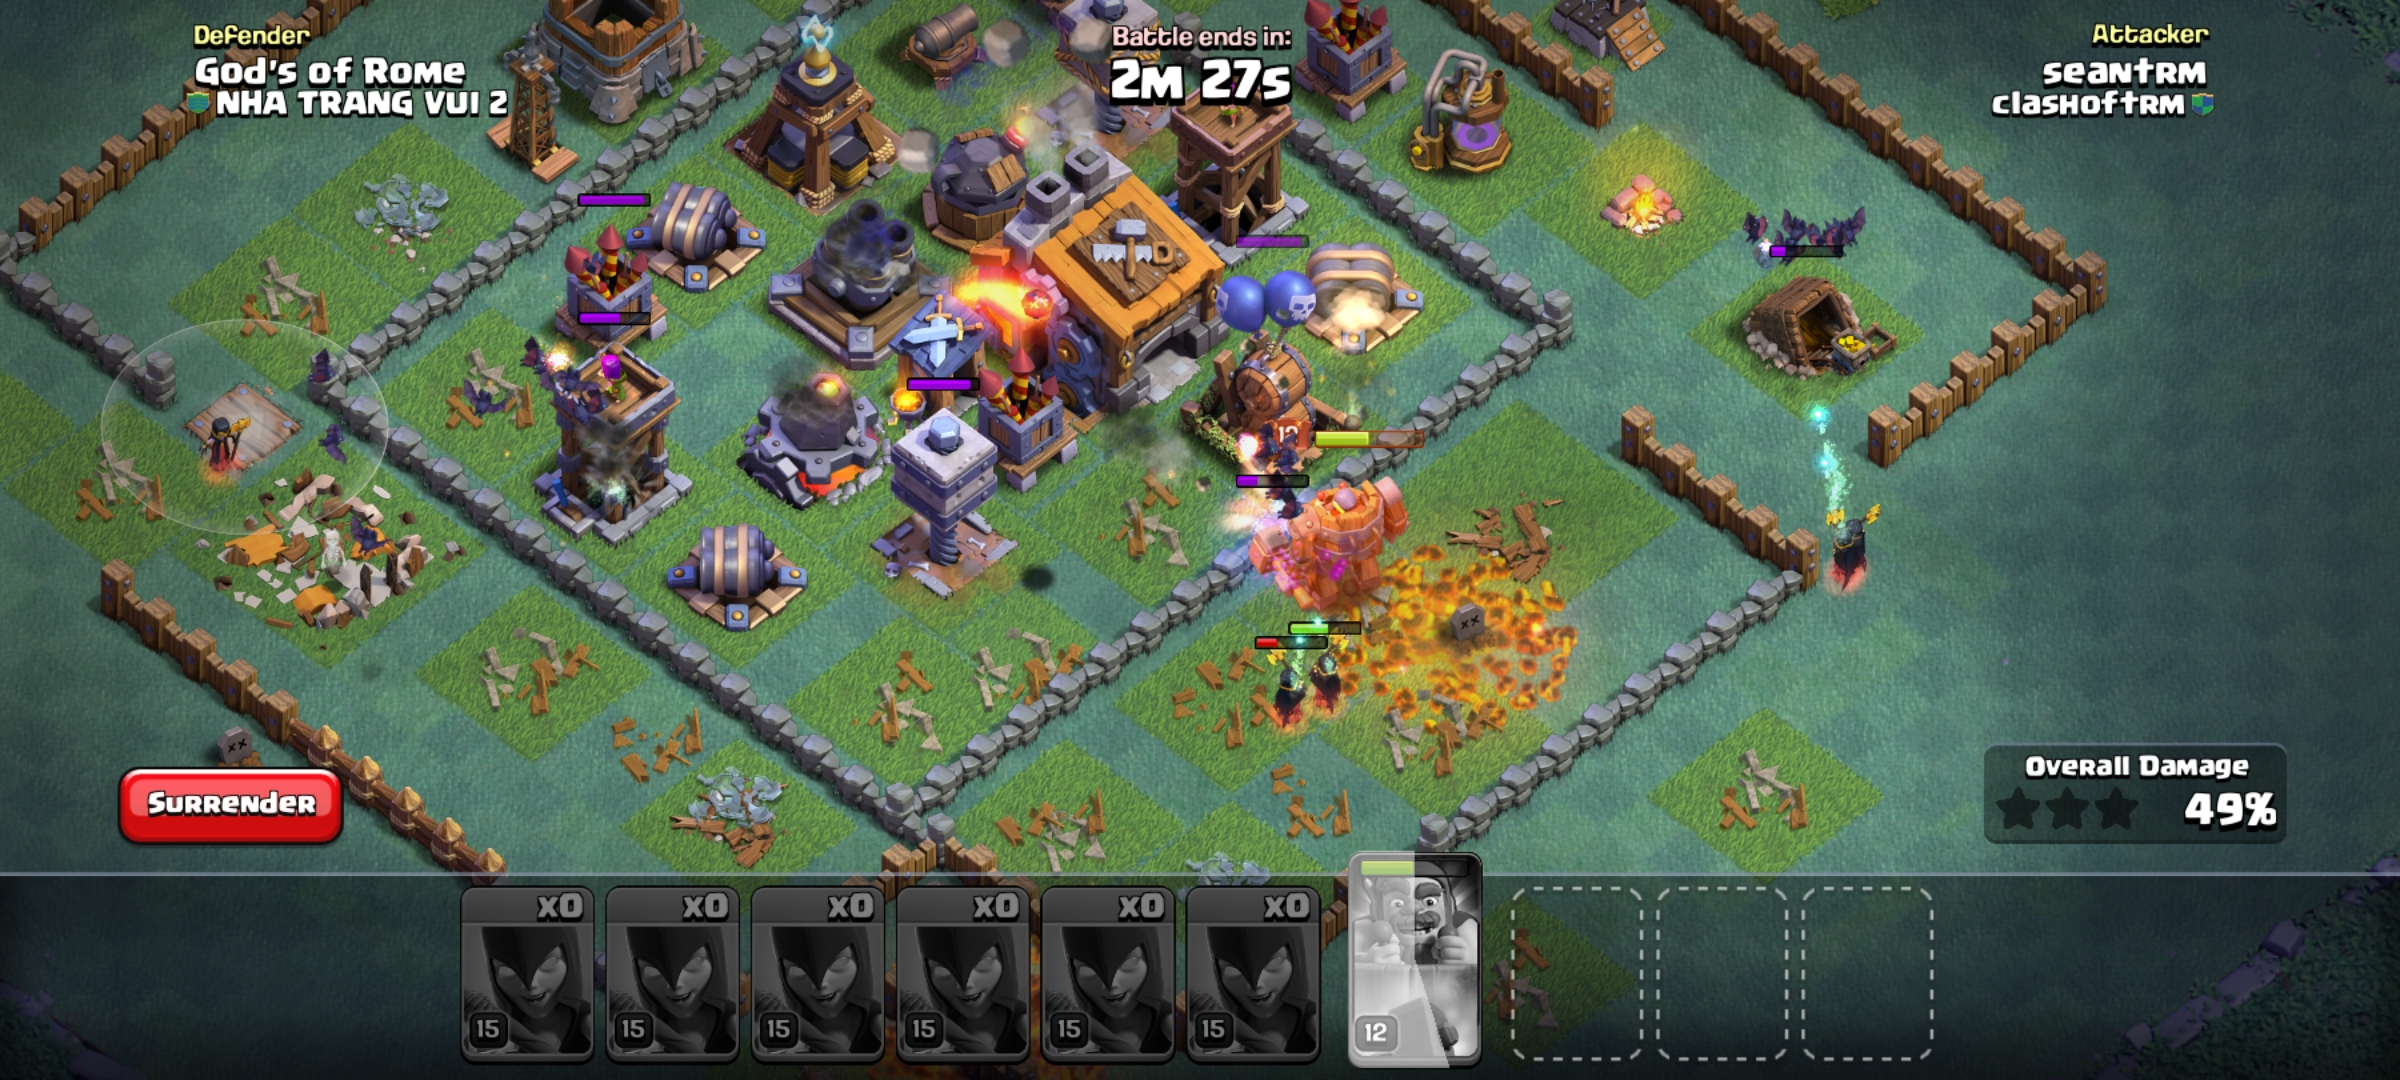 Defender
God's of Rome
NHA TRANG VUI 2
Battle ends in:
2M 27s
Attacker
seantRM
clashoftRM
12
Surrender
Overall Damage
49%
x0 x0 x0 x0 x0 x0
15 15 15 15 15 15 12